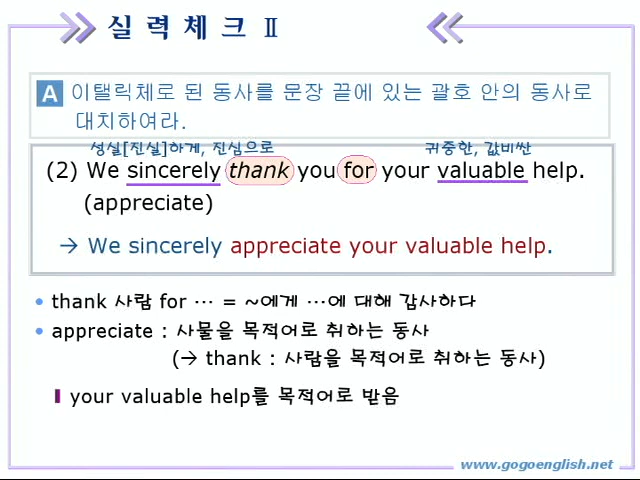 실 력 체 크 Ⅱ
A 이탤릭체로 된 동사를 문장 끝에 있는 괄호 안의 동사로
대치하여라.
성실[진실]하게, 진심으로 귀중한, 값비싼
(2) We sincerely thank you for your valuable help.
(appreciate)
→ We sincerely appreciate your valuable help.
• thank 사람 for … = ~에게 …에 대해 감사하다
• appreciate : 사물을 목적어로 취하는 동사
(→ thank : 사람을 목적어로 취하는 동사)
your valuable help를 목적어로 받음
www.gogoenglish.net